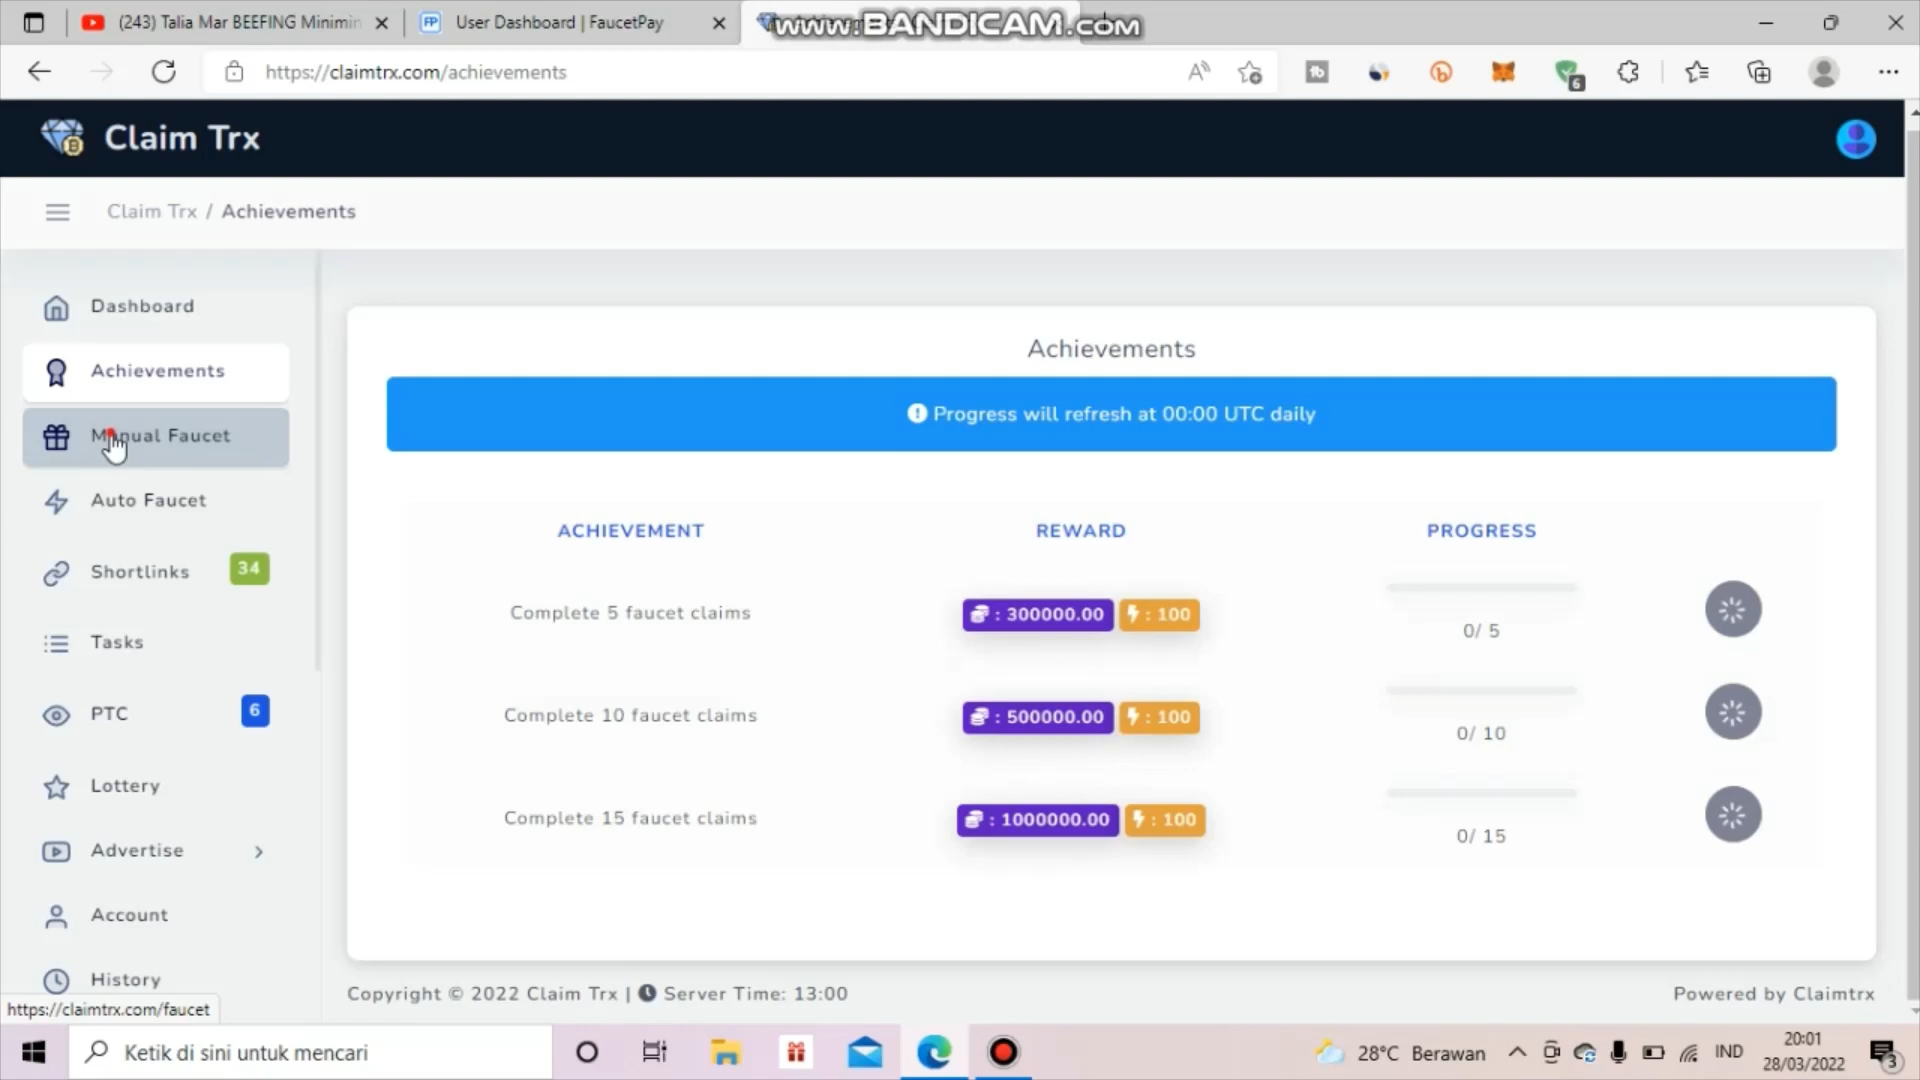 (243) Talia Mar BEEFING Minimin
User Dashboard | FaucetPay
www.BANDICAM.com
https://claimtrx.com/achievements
6
Claim Trx
Claim Trx / Achievements
Dashboard
Achievements
Manual Faucet
Auto Faucet
Shortlinks 34
Tasks
PTC 6
Lottery
Advertise
Account
History
Achievements
Progress will refresh at 00:00 UTC daily
ACHIEVEMENT REWARD PROGRESS
Complete 5 faucet claims : 300000.00 : 100 0/ 5
Complete 10 faucet claims : 500000.00 : 100 0/ 10
Complete 15 faucet claims : 1000000.00 : 100 0/ 15
Copyright © 2022 Claim Trx | Server Time: 13:00
Powered by Claimtrx
https://claimtrx.com/faucet
Ketik di sini untuk mencari
28°C Berawan
IND
20:01
28/03/2022
3